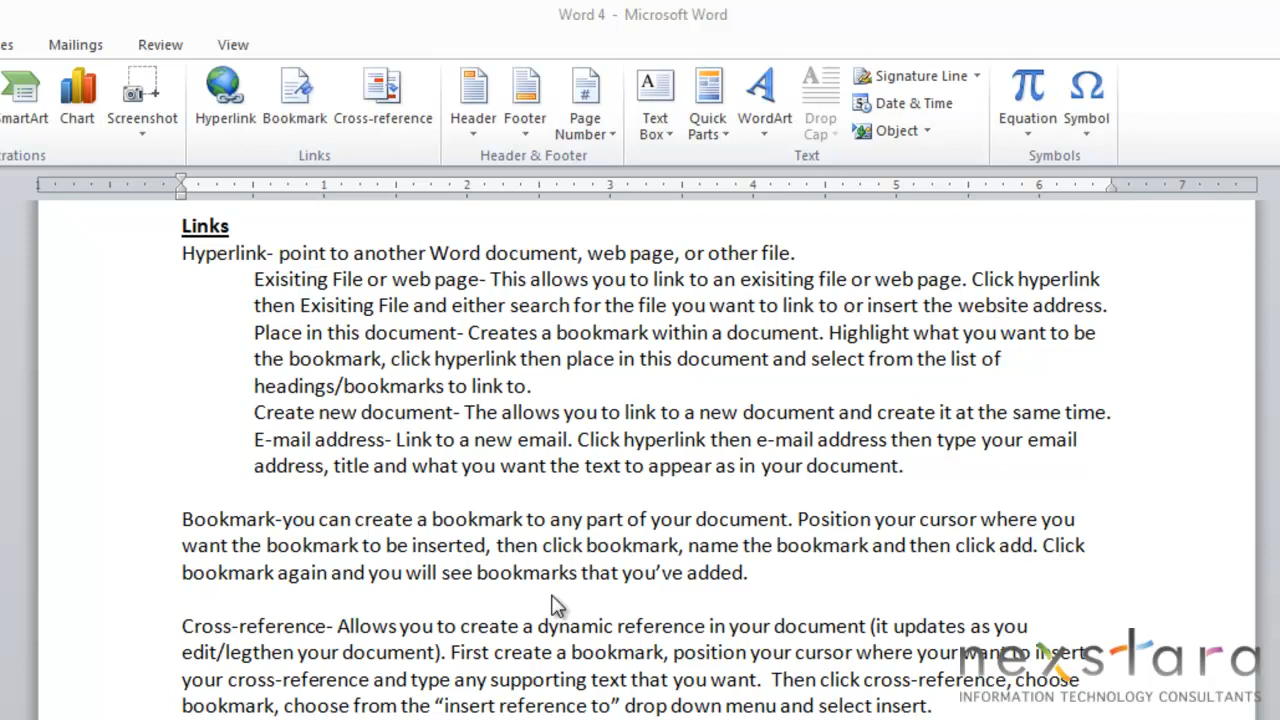 Word 4 - Microsoft Word
es Mailings Review View
SmartArt Chart Screenshot Hyperlink Bookmark Cross-reference Header Footer Page Number Text Box Quick Parts WordArt Drop Cap Signature Line Equation Symbol
Date & Time
Object
rations Links Header & Footer Text Symbols
1 1 2 3 4 5 6 7
Links
Hyperlink- point to another Word document, web page, or other file.
Exisiting File or web page- This allows you to link to an exisiting file or web page. Click hyperlink
then Exisiting File and either search for the file you want to link to or insert the website address.
Place in this document- Creates a bookmark within a document. Highlight what you want to be
the bookmark, click hyperlink then place in this document and select from the list of
headings/bookmarks to link to.
Create new document- The allows you to link to a new document and create it at the same time.
E-mail address- Link to a new email. Click hyperlink then e-mail address then type your email
address, title and what you want the text to appear as in your document.
Bookmark-you can create a bookmark to any part of your document. Position your cursor where you
want the bookmark to be inserted, then click bookmark, name the bookmark and then click add. Click
bookmark again and you will see bookmarks that you’ve added.
Cross-reference- Allows you to create a dynamic reference in your document (it updates as you
edit/legthen your document). First create a bookmark, position your cursor where your want to insert
your cross-reference and type any supporting text that you want. Then click cross-reference, choose
bookmark, choose from the “insert reference to” drop down menu and select insert.
nexstara
INFORMATION TECHNOLOGY CONSULTANTS